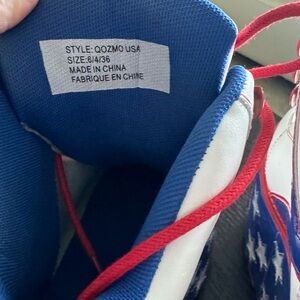 STYLE: QOZMO USA
SIZE:6/4/36
MADE IN CHINA
FABRIQUE EN CHINE